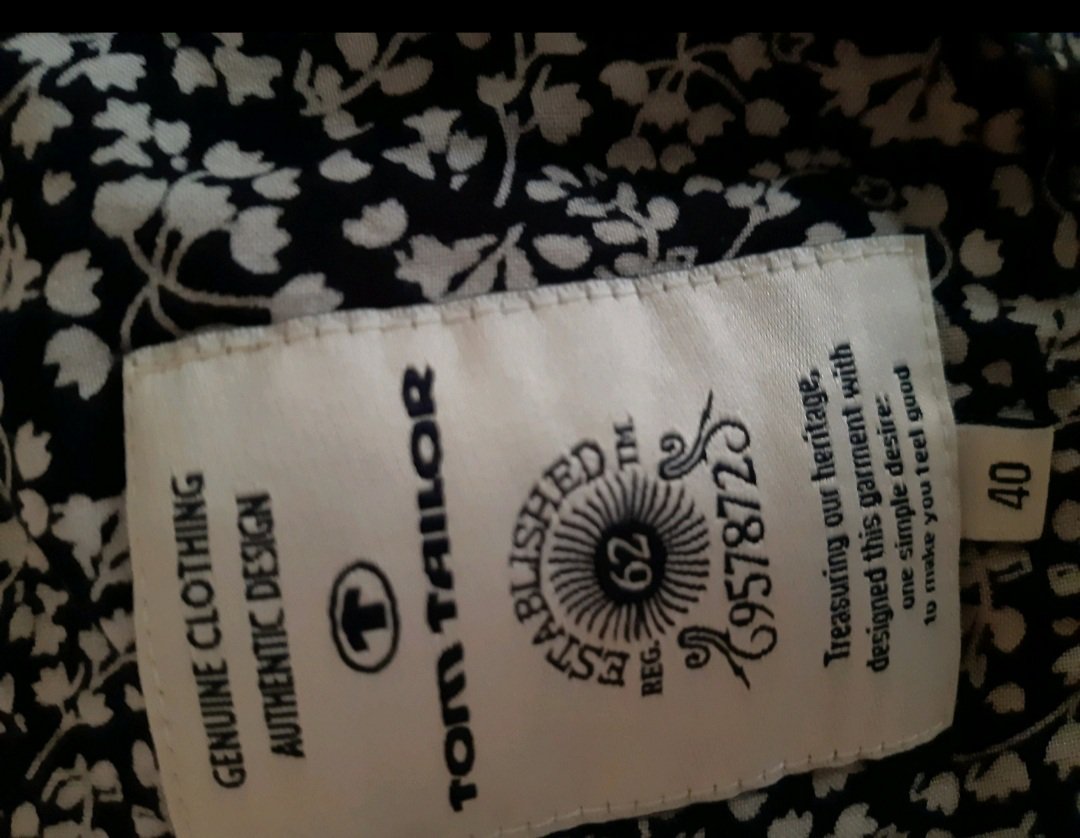 GENUINE CLOTHING
AUTHENTIC DESIGN
T
TOM TAILOR
ESTABLISHED
62
REG. TM.
957872
Treasuring our heritage,
designed this garment with
one simple desire:
to make you feel good
40